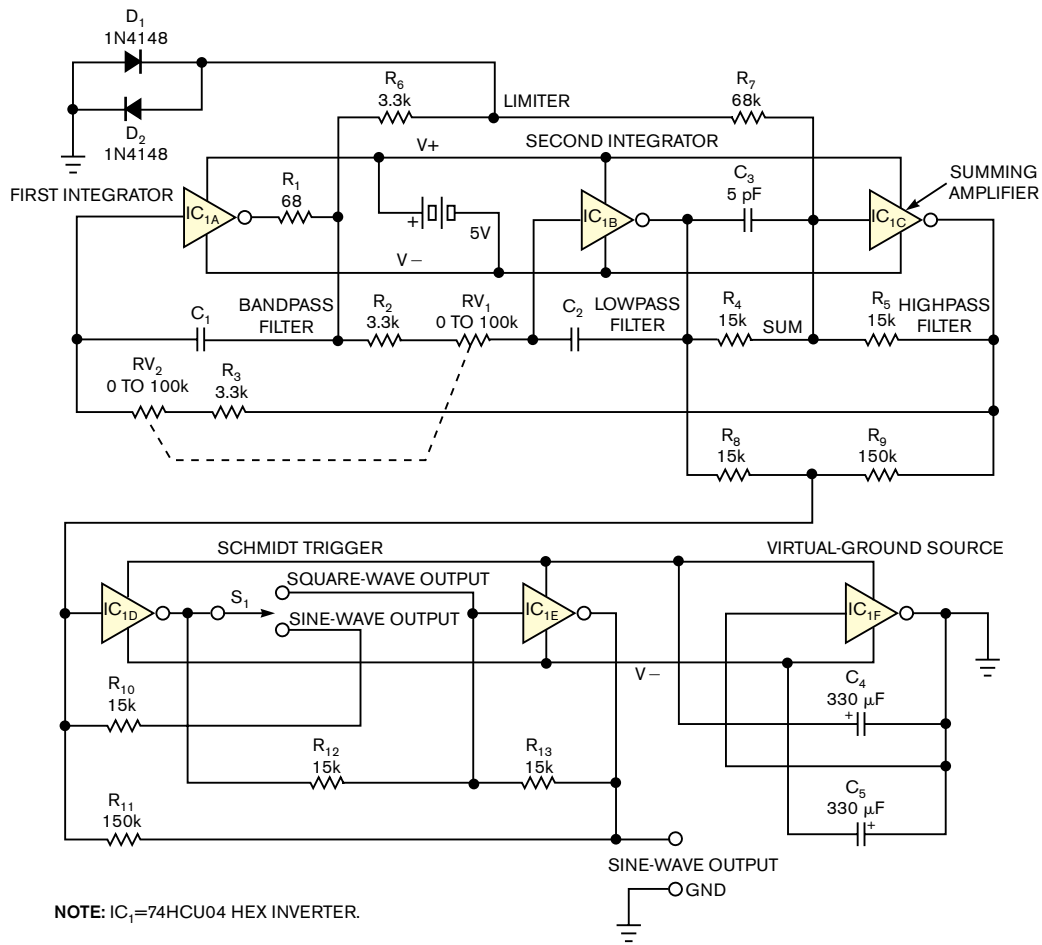 D1
1N4148
D2
1N4148
R6
3.3k
LIMITER
R7
68k
V+
SECOND INTEGRATOR
FIRST INTEGRATOR
R1
68
C3
5 pF
SUMMING
AMPLIFIER
IC1A
+
5V
IC1B
IC1C
V−
C1
BANDPASS
FILTER
R2
3.3k
RV1
0 TO 100k
C2
LOWPASS
FILTER
R4
15k
SUM
R5
15k
HIGHPASS
FILTER
RV2
0 TO 100k
R3
3.3k
R8
15k
R9
150k
SCHMIDT TRIGGER
VIRTUAL-GROUND SOURCE
IC1D
S1
SQUARE-WAVE OUTPUT
SINE-WAVE OUTPUT
IC1E
IC1F
V−
R10
15k
C4
330 µF
+
R12
15k
R13
15k
C5
330 µF
+
R11
150k
SINE-WAVE OUTPUT
GND
NOTE: IC1=74HCU04 HEX INVERTER.